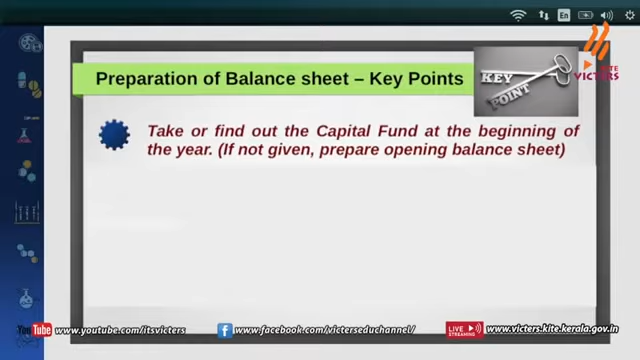 En
Preparation of Balance sheet – Key Points
KEY
POINT
KITE
VICTERS
Take or find out the Capital Fund at the beginning of
the year. (If not given, prepare opening balance sheet)
YouTube www.youtube.com/itsvicters
www.facebook.com/victerseduchannel/
LIVE
STREAMING
www.victers.kite.kerala.gov.in